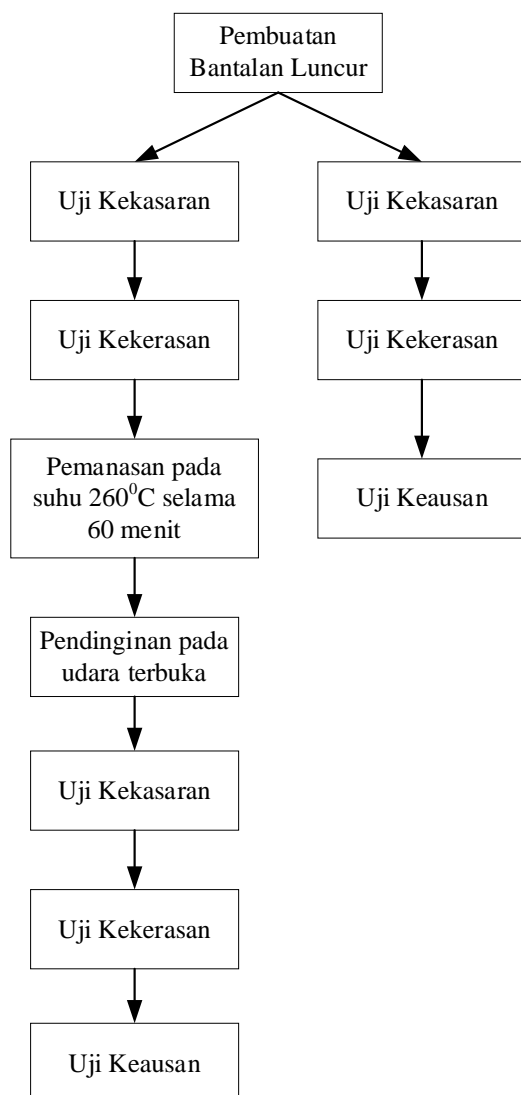 Pembuatan
Bantalan Luncur
Uji Kekasaran
Uji Kekerasan
Pemanasan pada
suhu 260⁰C selama
60 menit
Pendinginan pada
udara terbuka
Uji Kekasaran
Uji Kekerasan
Uji Keausan
Uji Kekasaran
Uji Kekerasan
Uji Keausan